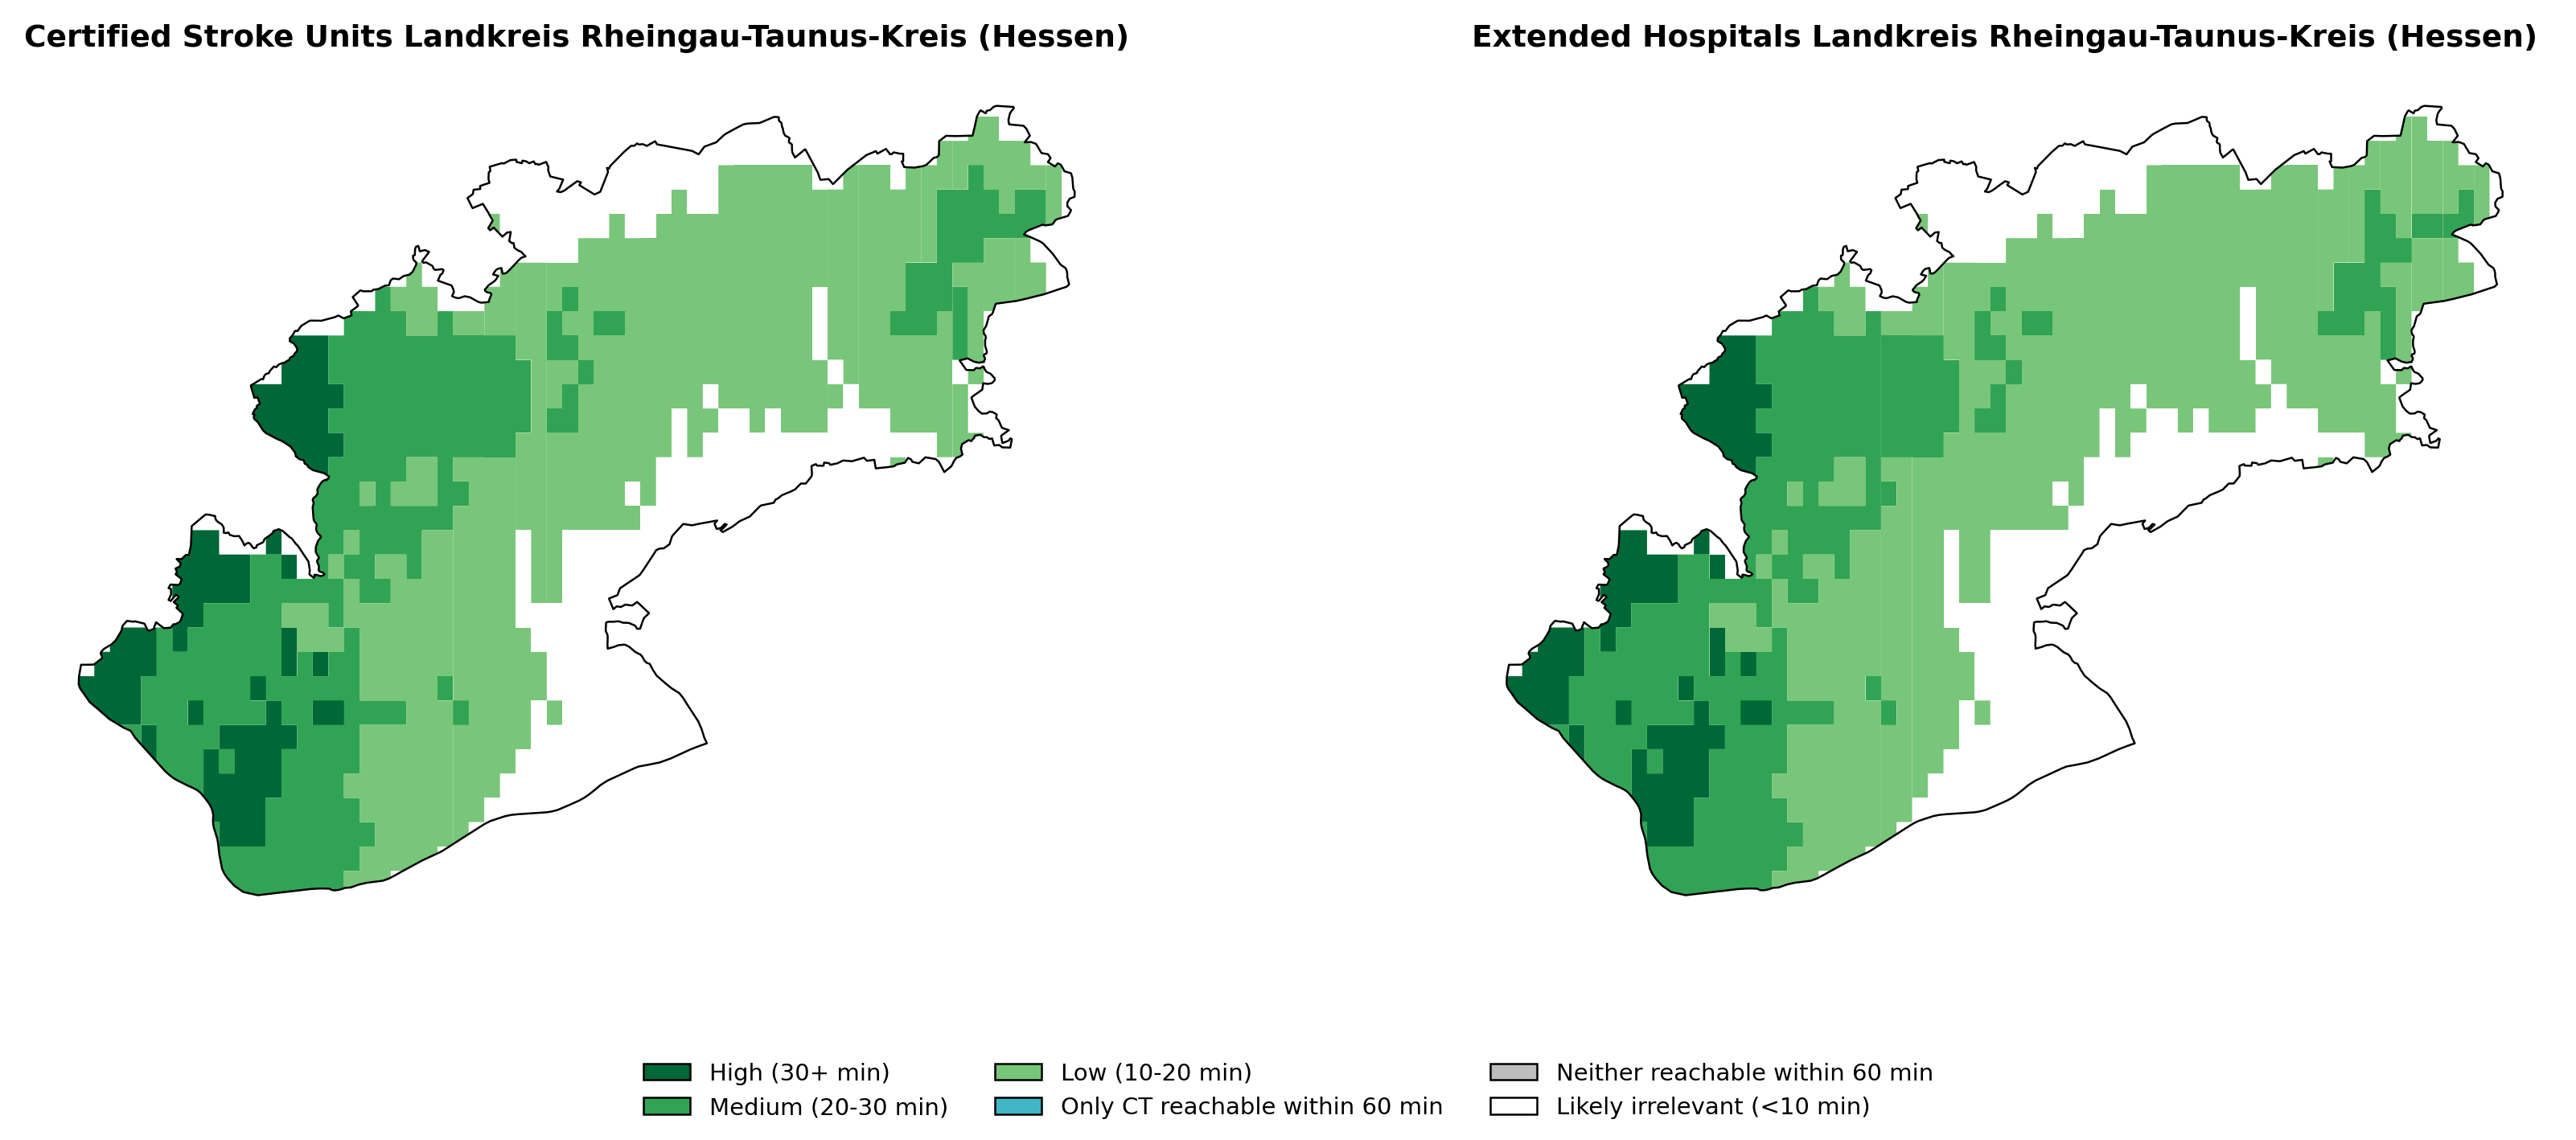 Certified Stroke Units Landkreis Rheingau-Taunus-Kreis (Hessen)
Extended Hospitals Landkreis Rheingau-Taunus-Kreis (Hessen)
High (30+ min)
Medium (20-30 min)
Low (10-20 min)
Only CT reachable within 60 min
Neither reachable within 60 min
Likely irrelevant (<10 min)